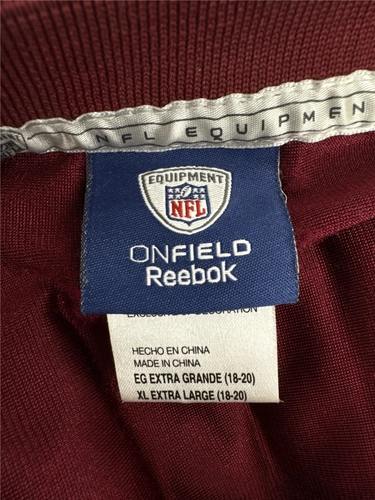 NFL EQUIPMEN
EQUIPMENT
NFL
ONFIELD
Reebok
HECHO EN CHINA
MADE IN CHINA
EG EXTRA GRANDE (18-20)
XL EXTRA LARGE (18-20)